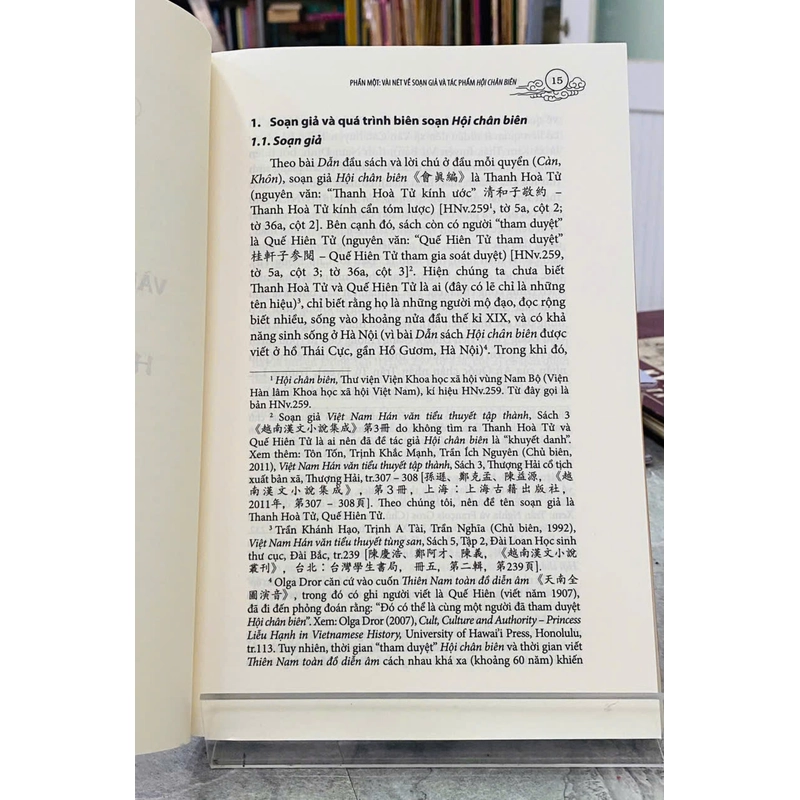 PHẦN MỘT: VÀI NÉT VỀ SOẠN GIẢ VÀ TÁC PHẨM HỘI CHÂN BIÊN 15
1. Soạn giả và quá trình biên soạn Hội chân biên
1.1. Soạn giả
Theo bài Dẫn đầu sách và lời chú ở đầu mỗi quyển (Càn,
Khôn), soạn giả Hội chân biên《會真編》là Thanh Hoà Tử
(nguyên văn: “Thanh Hoà Tử kính ước” 清和子敬約 –
Thanh Hoà Tử kính cẩn tóm lược) [HNv.259¹, tờ 5a, cột 2;
tờ 36a, cột 2]. Bên cạnh đó, sách còn có người “tham duyệt”
là Quế Hiên Tử (nguyên văn: “Quế Hiên Tử tham duyệt”
桂軒子参閱 – Quế Hiên Tử tham gia soát duyệt) [HNv.259,
tờ 5a, cột 3; tờ 36a, cột 3]². Hiện chúng ta chưa biết
Thanh Hoà Tử và Quế Hiên Tử là ai (đây có lẽ chỉ là những
tên hiệu)³, chỉ biết rằng họ là những người mộ đạo, đọc rộng
biết nhiều, sống vào khoảng nửa đầu thế kỉ XIX, và có khả
năng sinh sống ở Hà Nội (vì bài Dẫn sách Hội chân biên được
viết ở hồ Thái Cực, gần Hồ Gươm, Hà Nội)⁴. Trong khi đó,
¹ Hội chân biên, Thư viện Viện Khoa học xã hội vùng Nam Bộ (Viện
Hàn lâm Khoa học xã hội Việt Nam), kí hiệu HNv.259. Từ đây gọi là
bản HNv.259.
² Soạn giả Việt Nam Hán văn tiểu thuyết tập thành, Sách 3
《越南漢文小說集成》第3冊 do không tìm ra Thanh Hoà Tử và
Quế Hiên Tử là ai nên đã đề tác giả Hội chân biên là “khuyết danh”.
Xem thêm: Tôn Tốn, Trịnh Khắc Mạnh, Trần Ích Nguyên (Chủ biên,
2011), Việt Nam Hán văn tiểu thuyết tập thành, Sách 3, Thượng Hải cổ tịch
xuất bản xã, Thượng Hải, tr.307 – 308 [孫遜、鄭克孟、陳益源，《越
南漢文小說集成》，第３冊，上海：上海古籍出版社，
2011年，第307 – 308頁]. Theo chúng tôi, nên đề tên soạn giả là
Thanh Hoà Tử, Quế Hiên Tử.
³ Trần Khánh Hạo, Trịnh A Tài, Trần Nghĩa (Chủ biên, 1992),
Việt Nam Hán văn tiểu thuyết tùng san, Sách 5, Tập 2, Đài Loan Học sinh
thư cục, Đài Bắc, tr.239 [陳慶浩、鄭阿才、陳義，《越南漢文小說
叢刊》，台北：台灣學生書局，冊五，第二輯，第239頁].
⁴ Olga Dror căn cứ vào cuốn Thiên Nam toàn đồ diễn âm《天南全
圖演音》, trong đó có ghi người viết là Quế Hiên (viết năm 1907),
đã đi đến phỏng đoán rằng: “Đó có thể là cùng một người đã tham duyệt
Hội chân biên”. Xem: Olga Dror (2007), Cult, Culture and Authority – Princess
Liễu Hạnh in Vietnamese History, University of Hawai’i Press, Honolulu,
tr.113. Tuy nhiên, thời gian “tham duyệt” Hội chân biên và thời gian viết
Thiên Nam toàn đồ diễn âm cách nhau khá xa (khoảng 60 năm) khiến